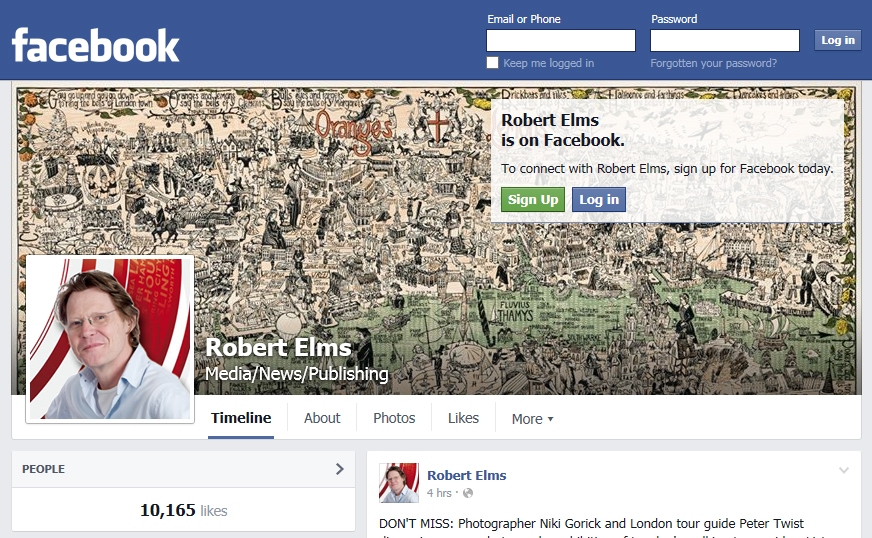 facebook
Email or Phone
Password
Log in
Keep me logged in
Forgotten your password?
Oranges
Robert Elms
is on Facebook.
To connect with Robert Elms, sign up for Facebook today.
Sign Up
Log in
FLUVIUS
THAMYS
Robert Elms
Media/News/Publishing
Timeline
About
Photos
Likes
More
PEOPLE
10,165 likes
Robert Elms
4 hrs
DON'T MISS: Photographer Niki Gorick and London tour guide Peter Twist